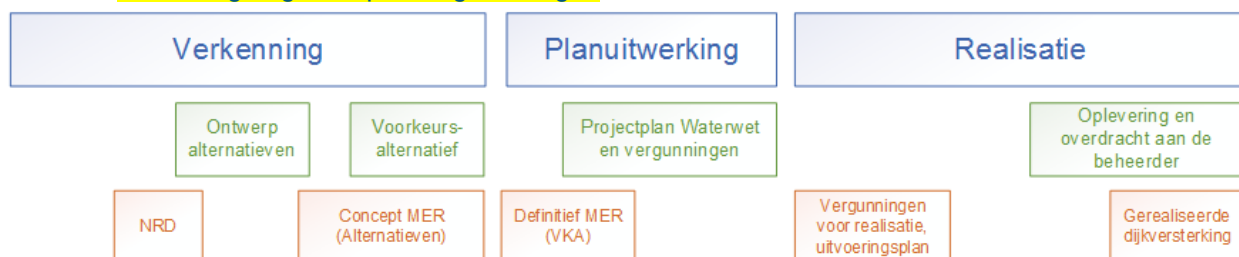 Verkenning
Planuitwerking
Realisatie
Ontwerp
alternatieven
Voorkeurs-
alternatief
Projectplan Waterwet
en vergunningen
Oplevering en
overdracht aan de
beheerder
NRD
Concept MER
(Alternatieven)
Definitief MER
(VKA)
Vergunningen
voor realisatie,
uitvoeringsplan
Gerealiseerde
dijkversterking